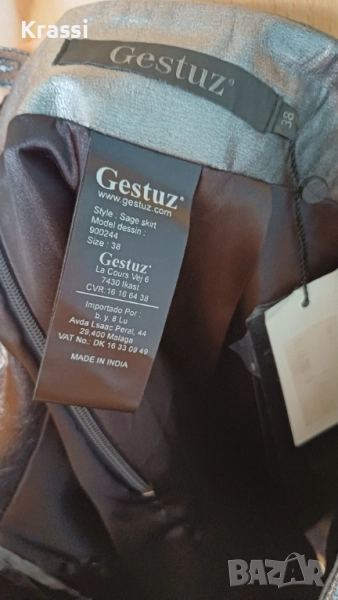 Krassi
Gestuz
38
Gestuz
www.gestuz.com
Style : Sage skirt
Model dessin :
900244
Size : 38
Gestuz
La Cours Vej 6
7430 Ikast
CVR.16 16 64 38
Importado Por :
b, y, 8 Lu
Avda Lsaac Peral, 44
29,400 Malaga
VAT No.: DK 16 33 09 49
MADE IN INDIA
BAZAR